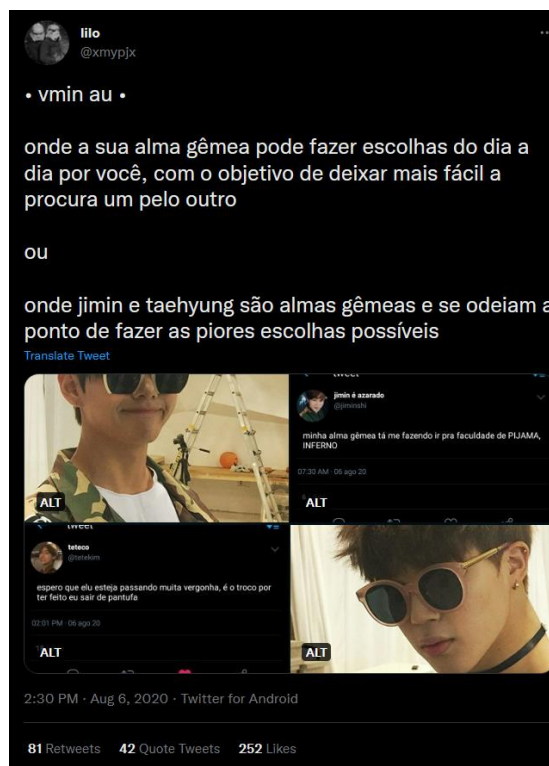 lilo
@xmypjx
• vmin au •
onde a sua alma gêmea pode fazer escolhas do dia a
dia por você, com o objetivo de deixar mais fácil a
procura um pelo outro
ou
onde jimin e taehyung são almas gêmeas e se odeiam a
ponto de fazer as piores escolhas possíveis
Translate Tweet
ALT
jimin é azarado
@jiminshl
minha alma gêmea tá me fazendo ir pra faculdade de PIJAMA,
INFERNO
07:30 AM · 06 ago 20
ALT
teteco
@tetekim
espero que elu esteja passando muita vergonha, é o troco por
ter feito eu sair de pantufa
02:01 PM · 06 ago 20
ALT
ALT
2:30 PM · Aug 6, 2020 · Twitter for Android
81 Retweets 42 Quote Tweets 252 Likes